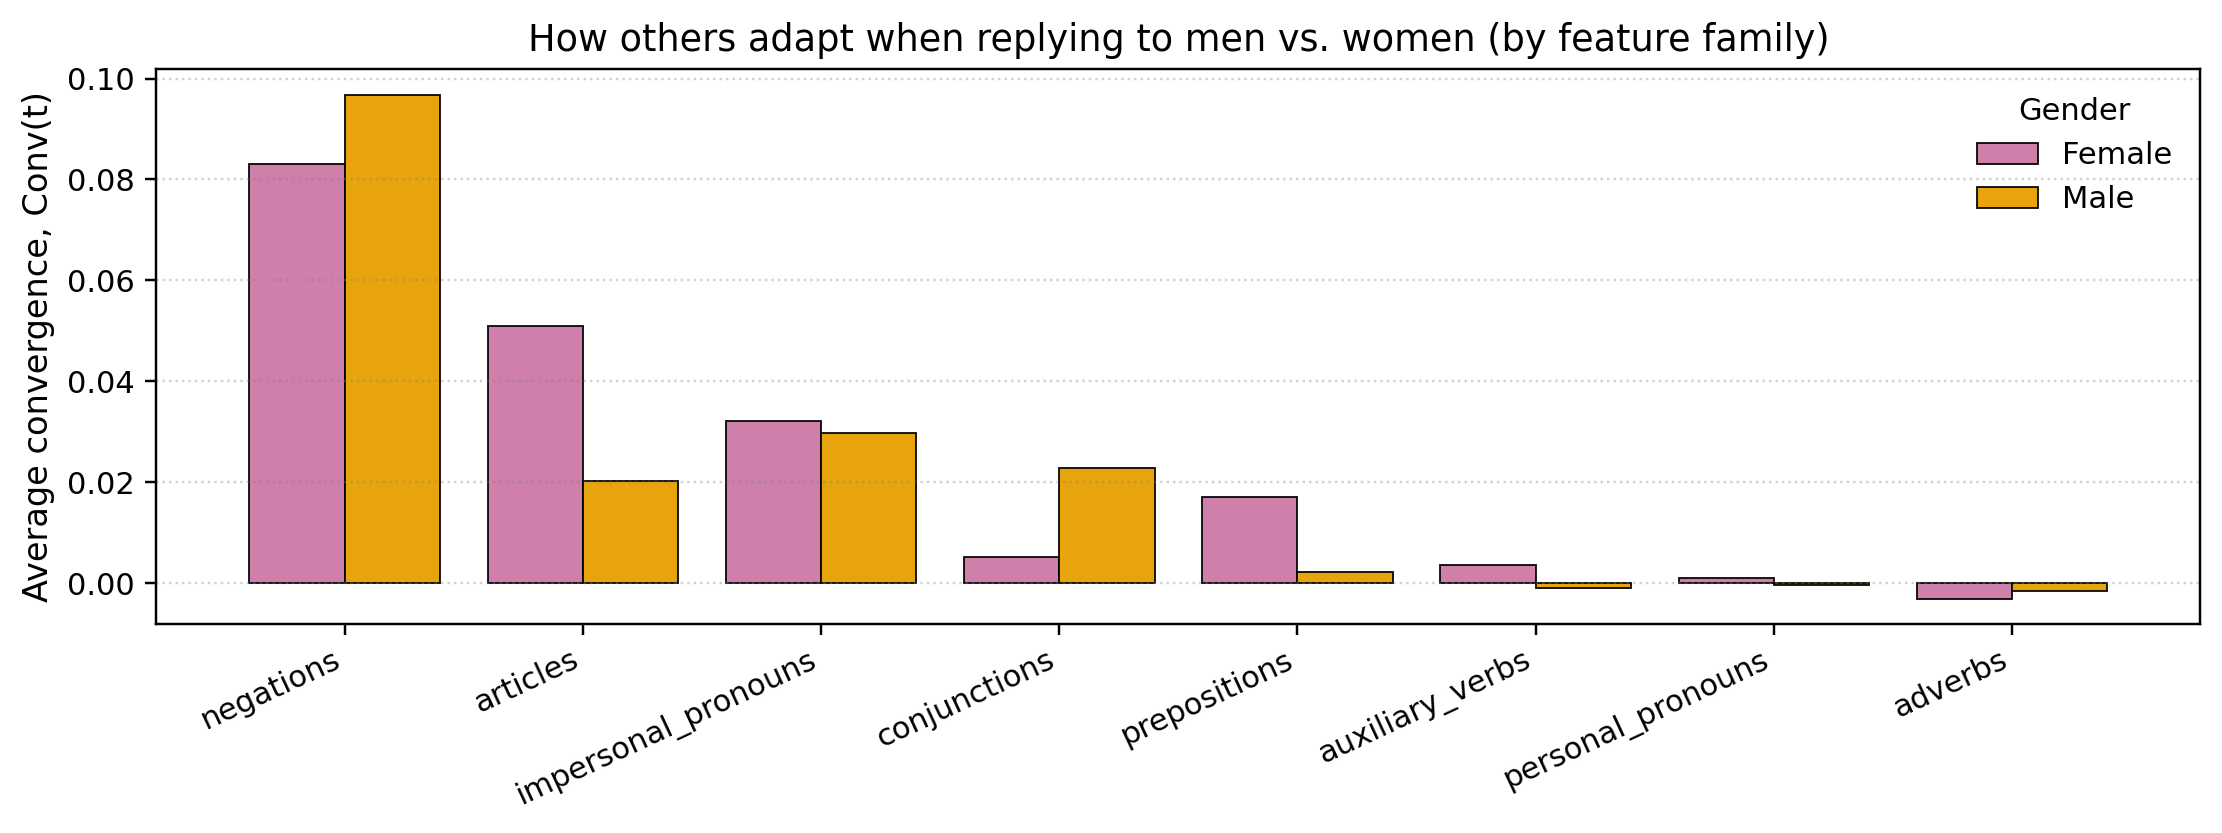 How others adapt when replying to men vs. women (by feature family)
Average convergence, Conv(t)
0.10
0.08
0.06
0.04
0.02
0.00
Gender
Female
Male
negations
articles
impersonal_pronouns
conjunctions
prepositions
auxiliary_verbs
personal_pronouns
adverbs